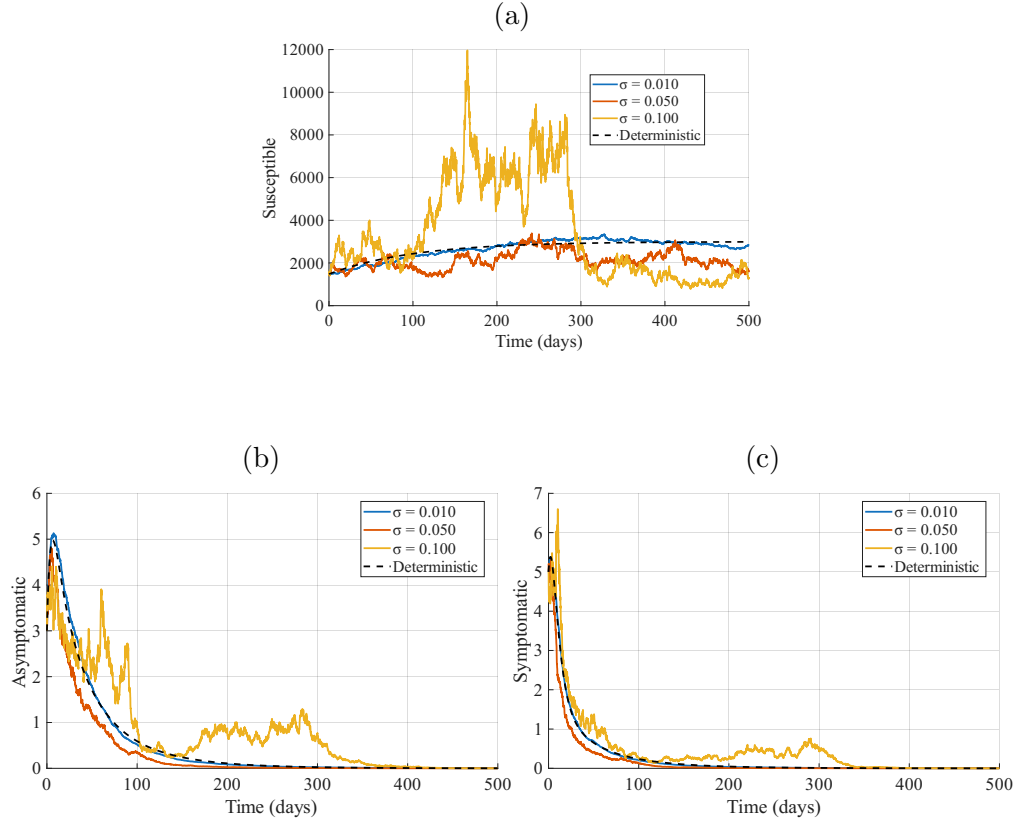 (a)
12000
10000
8000
6000
4000
2000
0
Susceptible
σ = 0.010
σ = 0.050
σ = 0.100
Deterministic
0 100 200 300 400 500
Time (days)
(b)
6
5
4
3
2
1
0
Asymptomatic
σ = 0.010
σ = 0.050
σ = 0.100
Deterministic
0 100 200 300 400 500
Time (days)
(c)
7
6
5
4
3
2
1
0
Symptomatic
σ = 0.010
σ = 0.050
σ = 0.100
Deterministic
0 100 200 300 400 500
Time (days)